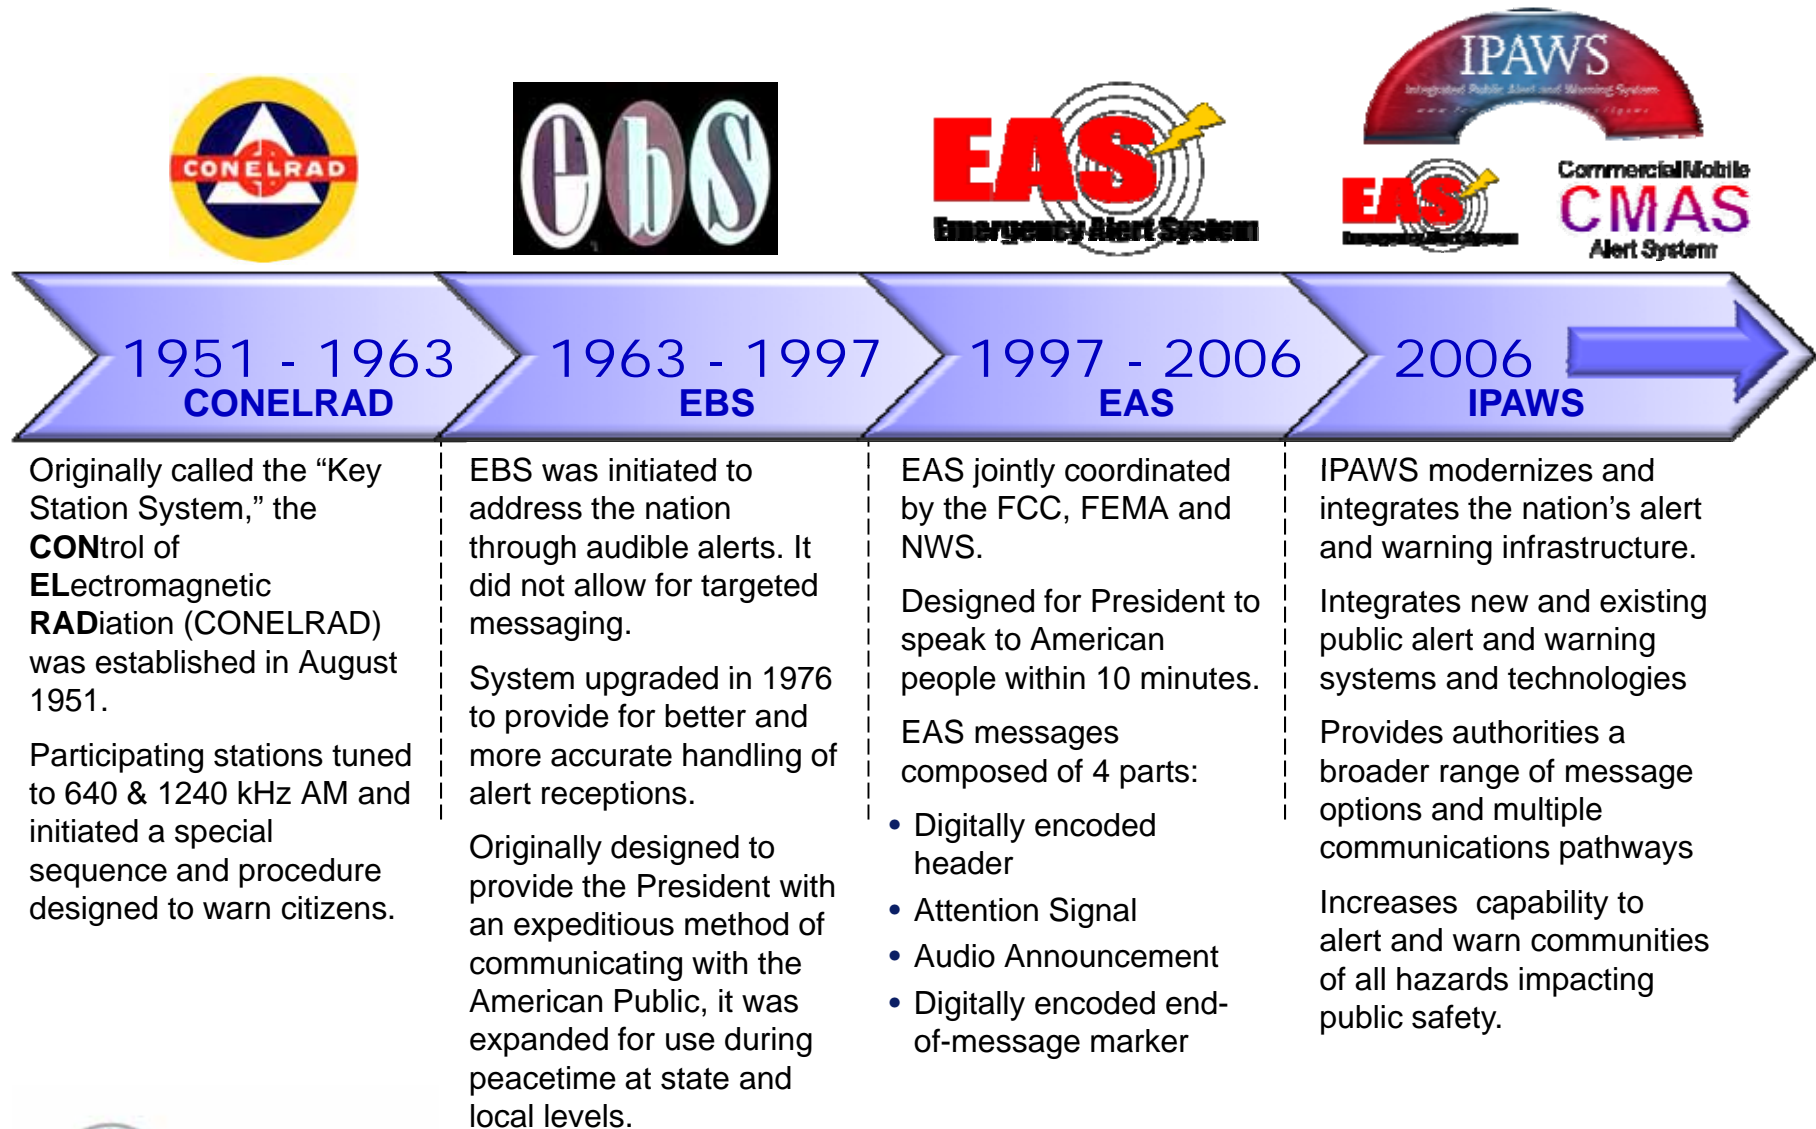 CONELRAD
ebs
EAS
Emergency Alert System
IPAWS
Integrated Public Alert and Warning System
EAS
Emergency Alert System
Commercial Mobile
CMAS
Alert System
1951 - 1963
CONELRAD
1963 - 1997
EBS
1997 - 2006
EAS
2006
IPAWS
Originally called the “Key
Station System,” the
CONtrol of
ELectromagnetic
RADiation (CONELRAD)
was established in August
1951.
Participating stations tuned
to 640 & 1240 kHz AM and
initiated a special
sequence and procedure
designed to warn citizens.
EBS was initiated to
address the nation
through audible alerts. It
did not allow for targeted
messaging.
System upgraded in 1976
to provide for better and
more accurate handling of
alert receptions.
Originally designed to
provide the President with
an expeditious method of
communicating with the
American Public, it was
expanded for use during
peacetime at state and
local levels.
EAS jointly coordinated
by the FCC, FEMA and
NWS.
Designed for President to
speak to American
people within 10 minutes.
EAS messages
composed of 4 parts:
• Digitally encoded
header
• Attention Signal
• Audio Announcement
• Digitally encoded end-
of-message marker
IPAWS modernizes and
integrates the nation’s alert
and warning infrastructure.
Integrates new and existing
public alert and warning
systems and technologies
Provides authorities a
broader range of message
options and multiple
communications pathways
Increases capability to
alert and warn communities
of all hazards impacting
public safety.